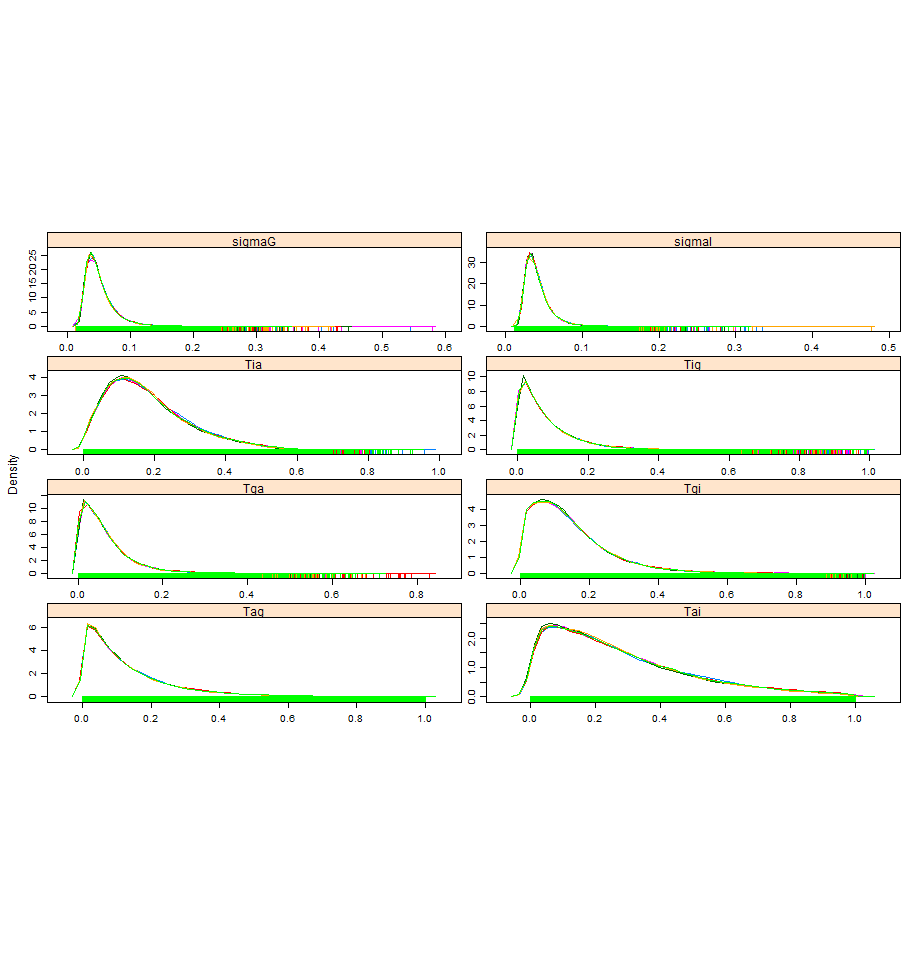 Density
sigmaG
0 5 10 15 20 25
0.0 0.1 0.2 0.3 0.4 0.5 0.6
sigmaI
0 10 20 30
0.0 0.1 0.2 0.3 0.4 0.5
Tia
0 1 2 3 4
0.0 0.2 0.4 0.6 0.8 1.0
Tig
0 2 4 6 8 10
0.0 0.2 0.4 0.6 0.8 1.0
Tga
0 2 4 6 8 10
0.0 0.2 0.4 0.6 0.8
Tgi
0 1 2 3 4
0.0 0.2 0.4 0.6 0.8 1.0
Tag
0 2 4 6
0.0 0.2 0.4 0.6 0.8 1.0
Tai
0.0 1.0 2.0
0.0 0.2 0.4 0.6 0.8 1.0